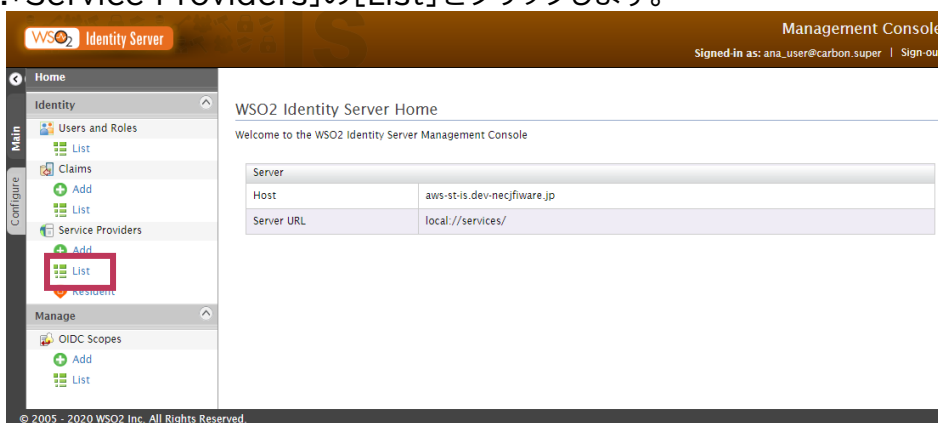 [Service Providers]の[List]をクリックします。
WSO2 Identity Server
Management Console
Signed-in as: ana_user@carbon.super | Sign-ou
Home
Identity
Users and Roles
List
Claims
Add
List
Service Providers
Add
List
Resident
Manage
OIDC Scopes
Add
List
Main
Configure
WSO2 Identity Server Home
Welcome to the WSO2 Identity Server Management Console
Server
Host aws-st-is.dev-necjfiware.jp
Server URL local://services/
© 2005 - 2020 WSO2 Inc. All Rights Reserved.